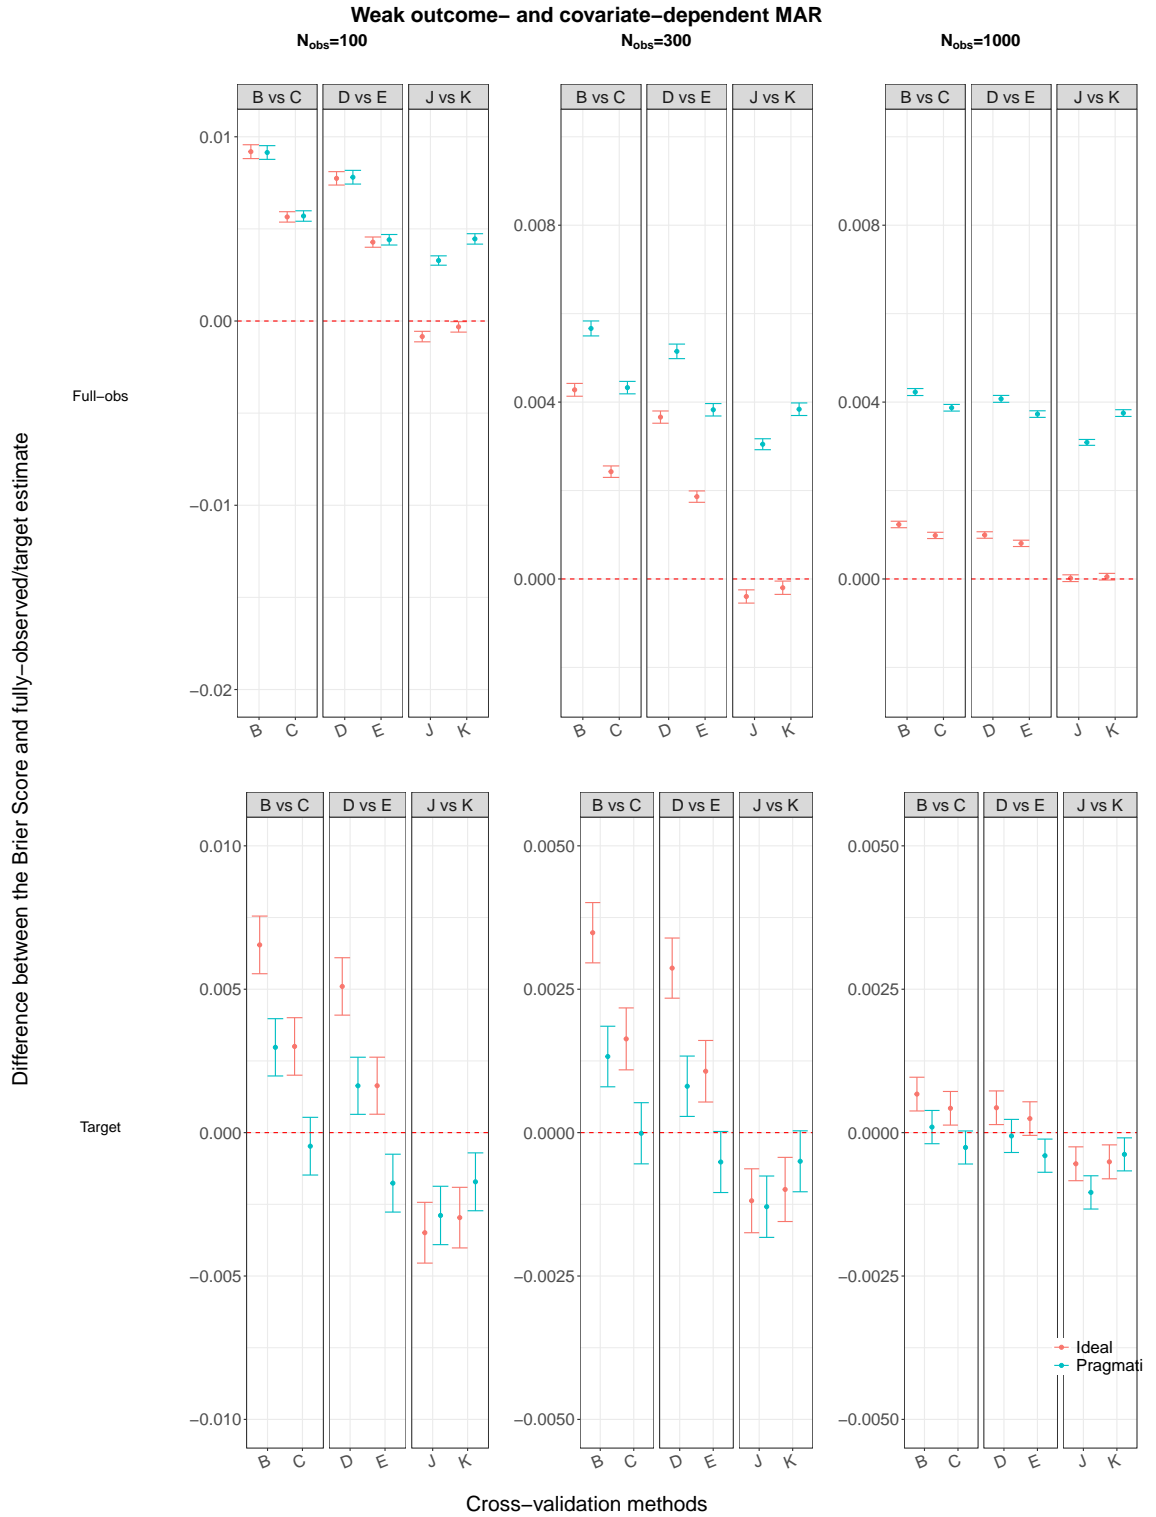 Weak outcome− and covariate−dependent MAR
Nobs=100 Nobs=300 Nobs=1000
B vs C D vs E J vs K B vs C D vs E J vs K B vs C D vs E J vs K
0.01
0.00
−0.01
−0.02
0.008
0.004
0.000
0.008
0.004
0.000
Full−obs
B C D E J K B C D E J K B C D E J K
Difference between the Brier Score and fully−observed/target estimate
B vs C D vs E J vs K B vs C D vs E J vs K B vs C D vs E J vs K
0.010
0.005
0.000
−0.005
−0.010
0.0050
0.0025
0.0000
−0.0025
−0.0050
0.0050
0.0025
0.0000
−0.0025
−0.0050
Target
Ideal
Pragmati
B C D E J K B C D E J K B C D E J K
Cross−validation methods